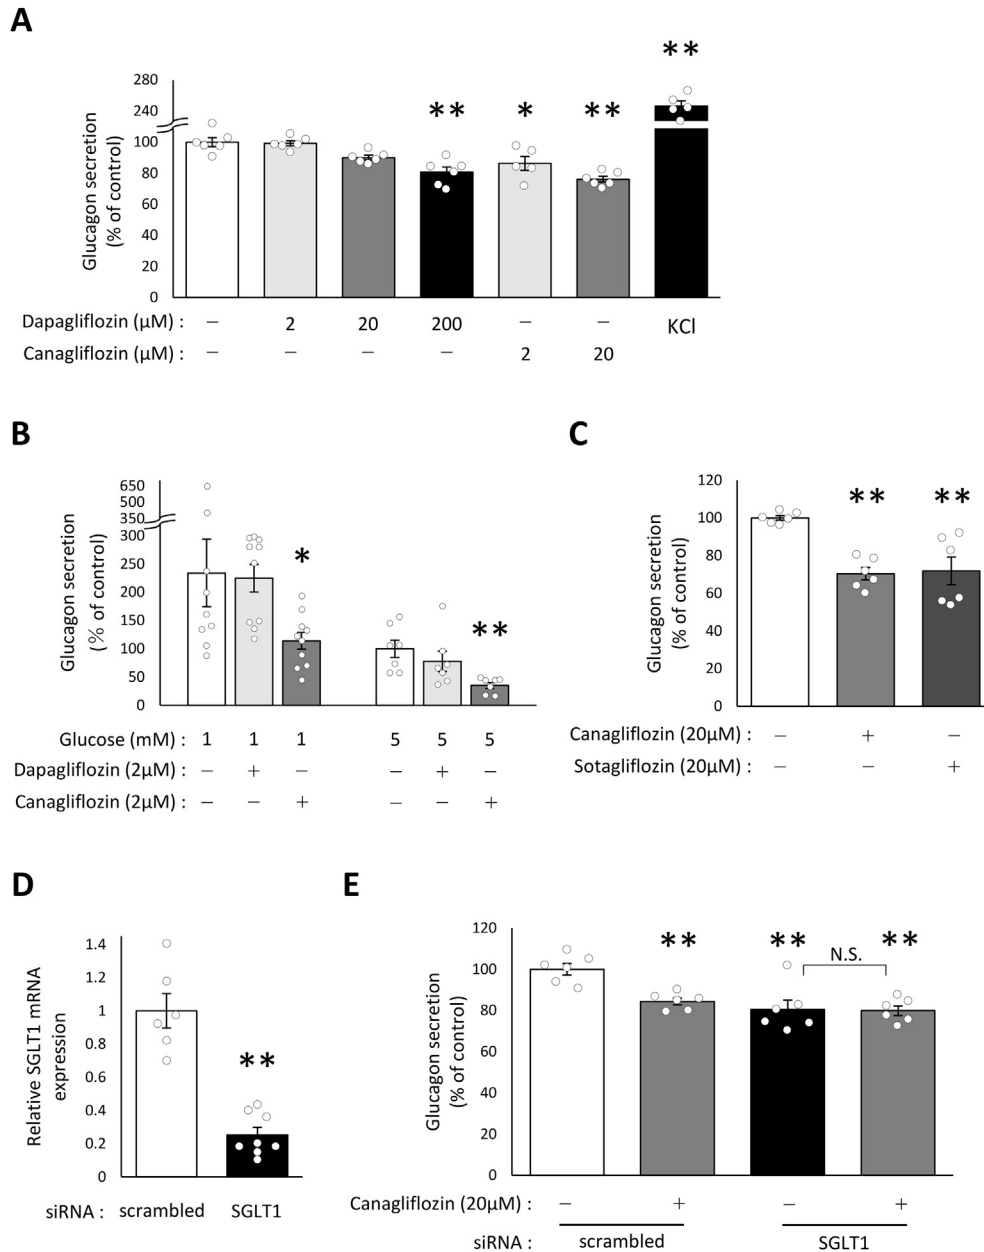 A
**
280
240
** * **
100
80
60
40
20
0
Glucagon secretion
(% of control)
Dapagliflozin (µM) : – 2 20 200 – – KCl
Canagliflozin (µM) : – – 2 20
B
650
500
350
300
250
200
150
100
50
0
Glucagon secretion
(% of control)
*
**
Glucose (mM) : 1 1 1 5 5 5
Dapagliflozin (2µM) : – + – – + –
Canagliflozin (2µM) : – – + – – +
C
120
100
80
60
40
20
0
Glucagon secretion
(% of control)
** **
Canagliflozin (20µM) : – + –
Sotagliflozin (20µM) : – – +
D
1.4
1.2
1
0.8
0.6
0.4
0.2
0
Relative SGLT1 mRNA
expression
**
siRNA : scrambled SGLT1
E
120
100
80
60
40
20
0
Glucagon secretion
(% of control)
** ** **
N.S.
Canagliflozin (20µM) : – + – +
siRNA : scrambled SGLT1